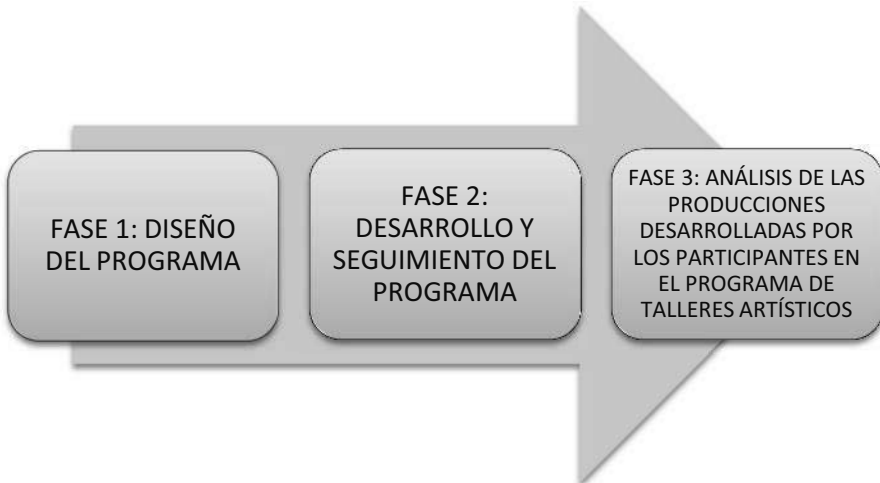 FASE 1: DISEÑO
DEL PROGRAMA
FASE 2:
DESARROLLO Y
SEGUIMIENTO DEL
PROGRAMA
FASE 3: ANÁLISIS DE LAS
PRODUCCIONES
DESARROLLADAS POR
LOS PARTICIPANTES EN
EL PROGRAMA DE
TALLERES ARTÍSTICOS